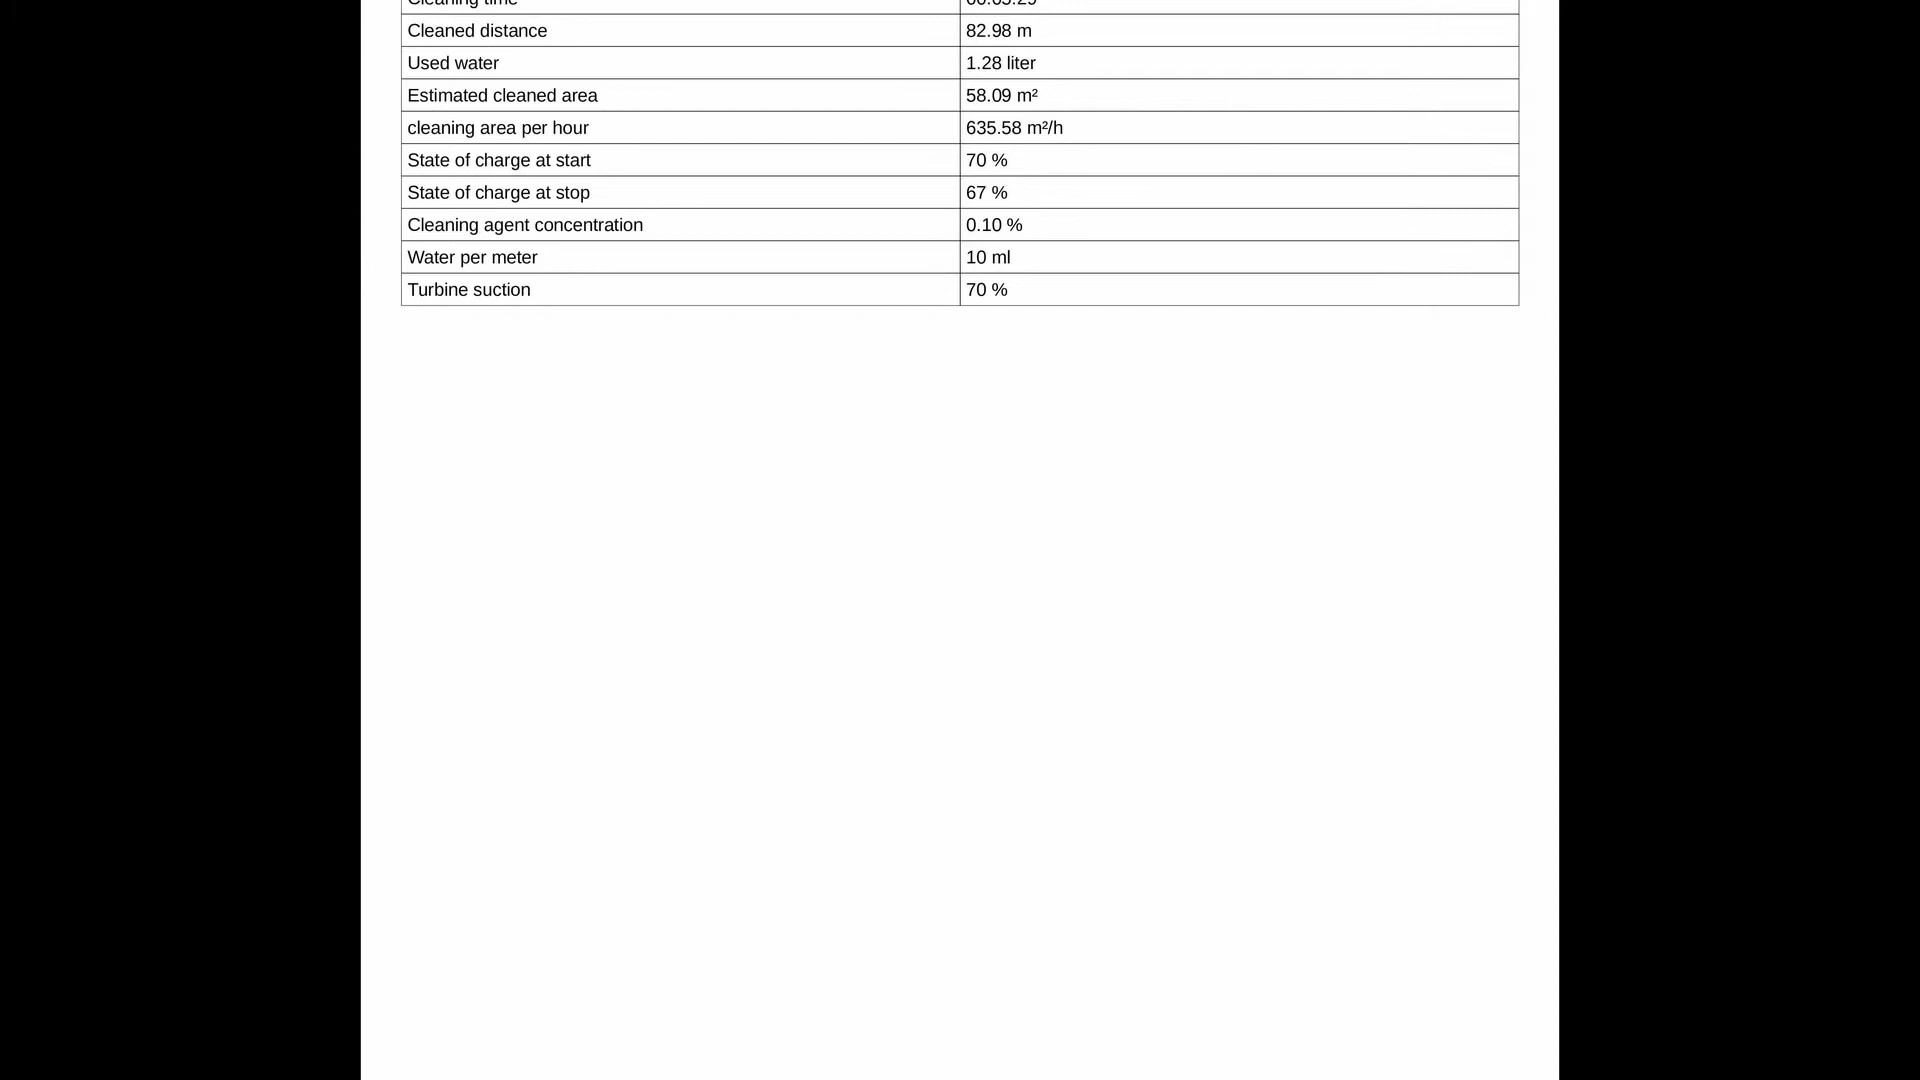 Cleaning time
Cleaned distance 82.98 m
Used water 1.28 liter
Estimated cleaned area 58.09 m²
cleaning area per hour 635.58 m²/h
State of charge at start 70 %
State of charge at stop 67 %
Cleaning agent concentration 0.10 %
Water per meter 10 ml
Turbine suction 70 %